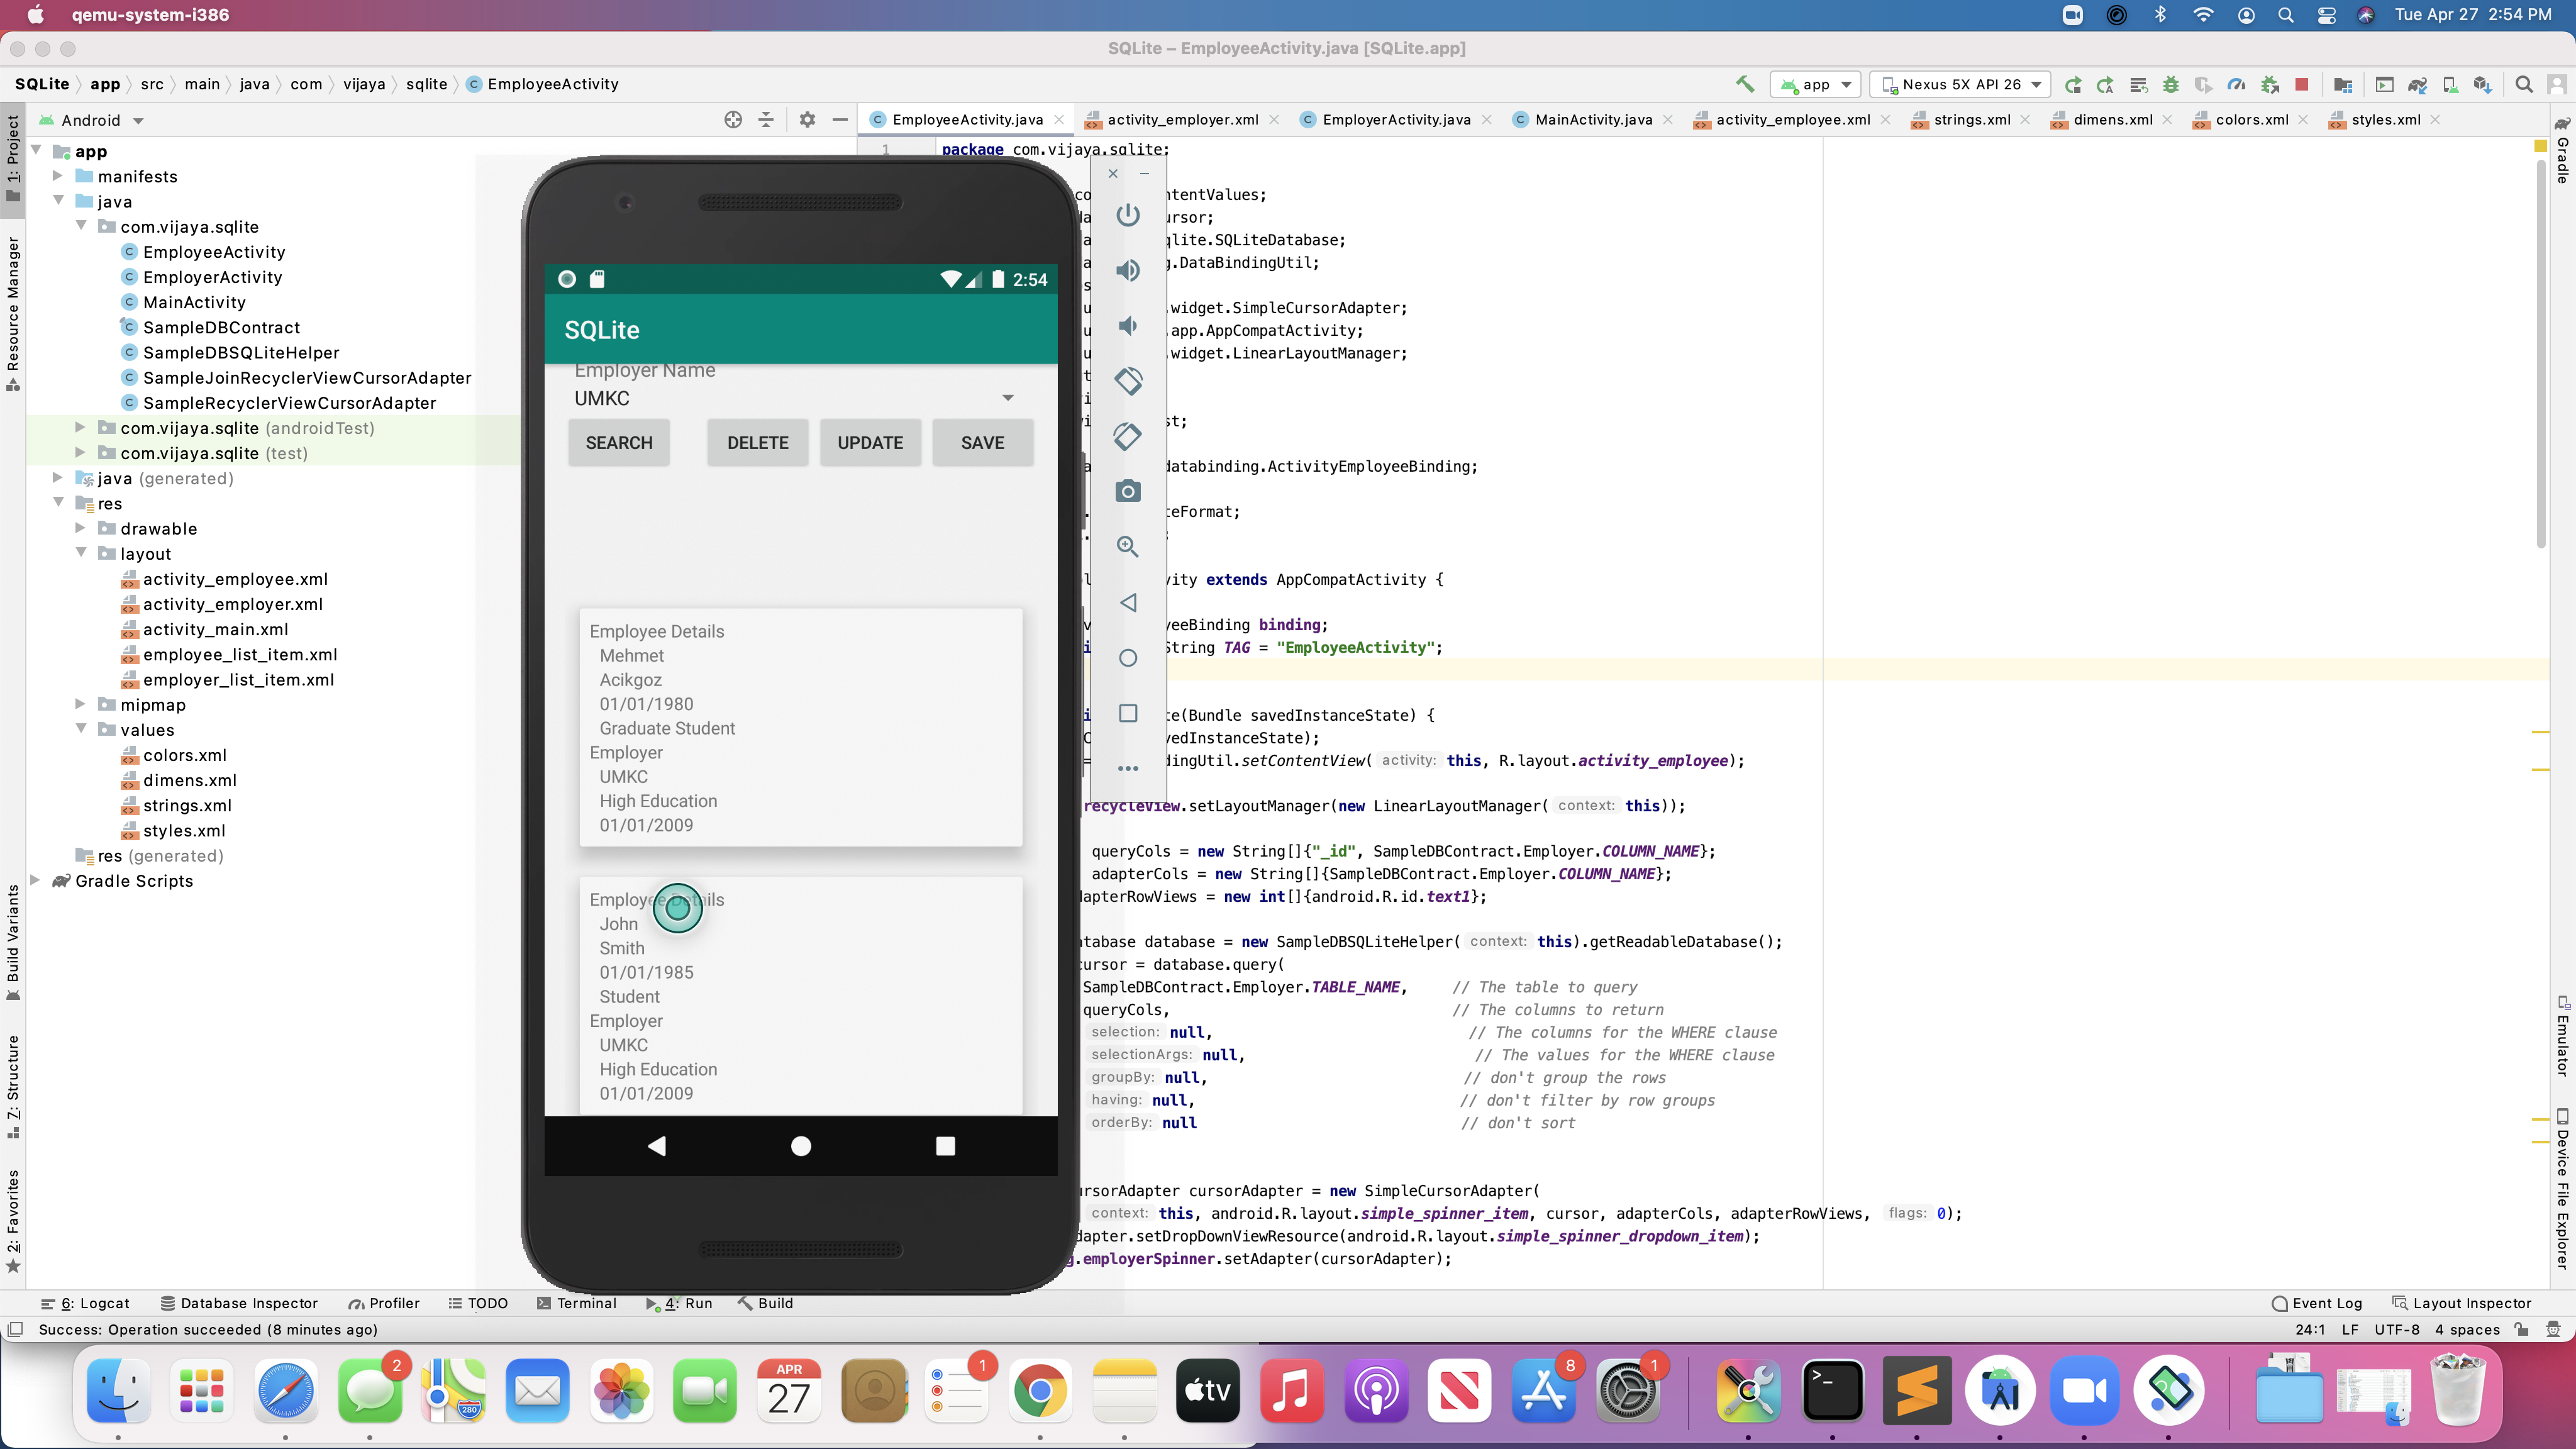 qemu-system-i386
Tue Apr 27 2:54 PM
SQLite – EmployeeActivity.java [SQLite.app]
SQLite app src main java com vijaya sqlite EmployeeActivity
app
Nexus 5X API 26
Android
EmployeeActivity.java
activity_employer.xml
EmployerActivity.java
MainActivity.java
activity_employee.xml
strings.xml
dimens.xml
colors.xml
styles.xml
1: Project
Resource Manager
Build Variants
7: Structure
2: Favorites
app
manifests
java
com.vijaya.sqlite
EmployeeActivity
EmployerActivity
MainActivity
SampleDBContract
SampleDBSQLiteHelper
SampleJoinRecyclerViewCursorAdapter
SampleRecyclerViewCursorAdapter
com.vijaya.sqlite (androidTest)
com.vijaya.sqlite (test)
java (generated)
res
drawable
layout
activity_employee.xml
activity_employer.xml
activity_main.xml
employee_list_item.xml
employer_list_item.xml
mipmap
values
colors.xml
dimens.xml
strings.xml
styles.xml
res (generated)
Gradle Scripts
2:54
SQLite
Employer Name
UMKC
SEARCH
DELETE
UPDATE
SAVE
Employee Details
Mehmet
Acikgoz
01/01/1980
Graduate Student
Employer
UMKC
High Education
01/01/2009
Employee Details
John
Smith
01/01/1985
Student
Employer
UMKC
High Education
01/01/2009
1
package com.vijaya.sqlite;
ntentValues;
ursor;
qlite.SQLiteDatabase;
g.DataBindingUtil;
widget.SimpleCursorAdapter;
app.AppCompatActivity;
widget.LinearLayoutManager;
st;
databinding.ActivityEmployeeBinding;
teFormat;
vity extends AppCompatActivity {
yeeBinding binding;
String TAG = "EmployeeActivity";
te(Bundle savedInstanceState) {
vedInstanceState);
dingUtil.setContentView( activity: this, R.layout.activity_employee);
recycleView.setLayoutManager(new LinearLayoutManager( context: this));
queryCols = new String[]{"_id", SampleDBContract.Employer.COLUMN_NAME};
adapterCols = new String[]{SampleDBContract.Employer.COLUMN_NAME};
dapterRowViews = new int[]{android.R.id.text1};
atabase database = new SampleDBSQLiteHelper( context: this).getReadableDatabase();
cursor = database.query(
SampleDBContract.Employer.TABLE_NAME, // The table to query
queryCols, // The columns to return
selection: null, // The columns for the WHERE clause
selectionArgs: null, // The values for the WHERE clause
groupBy: null, // don't group the rows
having: null, // don't filter by row groups
orderBy: null // don't sort
ursorAdapter cursorAdapter = new SimpleCursorAdapter(
context: this, android.R.layout.simple_spinner_item, cursor, adapterCols, adapterRowViews, flags: 0);
dapter.setDropDownViewResource(android.R.layout.simple_spinner_dropdown_item);
g.employerSpinner.setAdapter(cursorAdapter);
Gradle
Emulator
Device File Explorer
6: Logcat
Database Inspector
Profiler
TODO
Terminal
4: Run
Build
Event Log
Layout Inspector
Success: Operation succeeded (8 minutes ago)
24:1 LF UTF-8 4 spaces
2
280
APR
27
1
tv
8
1